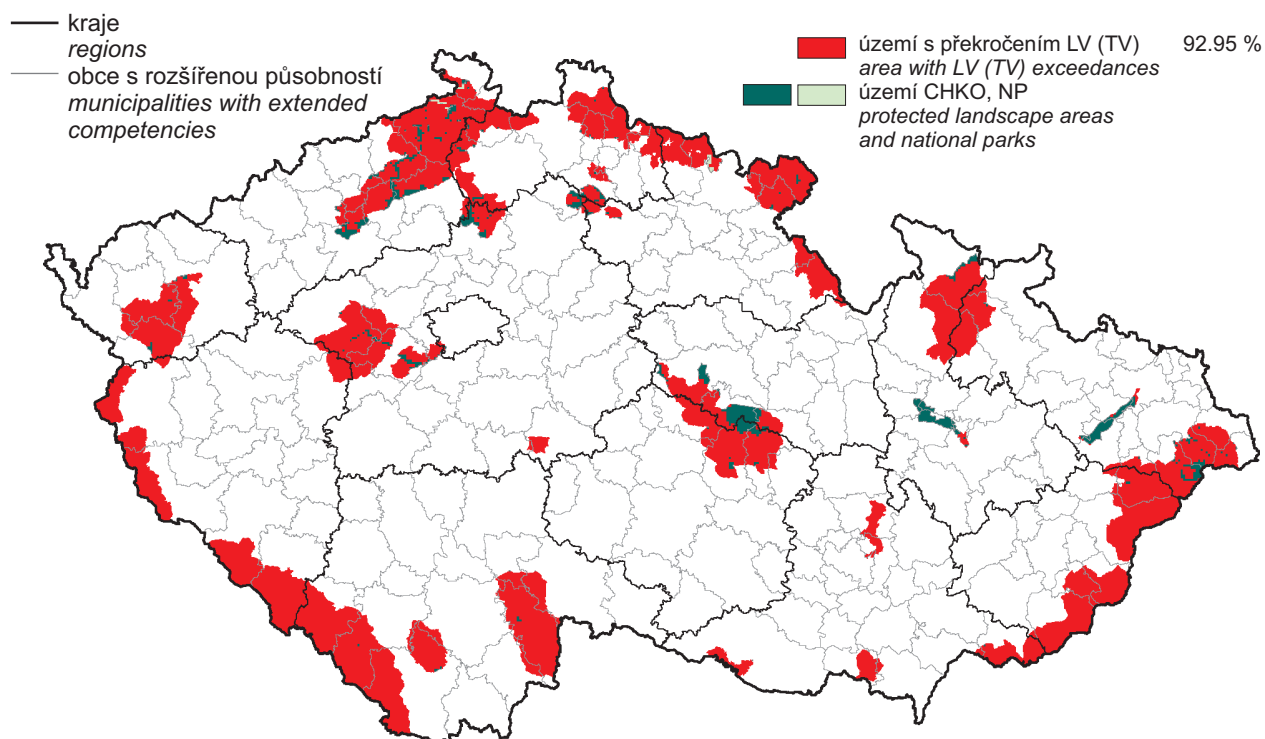 kraje
regions
obce s rozšířenou působností
municipalities with extended
competencies
území s překročením LV (TV) 92.95 %
area with LV (TV) exceedances
území CHKO, NP
protected landscape areas
and national parks